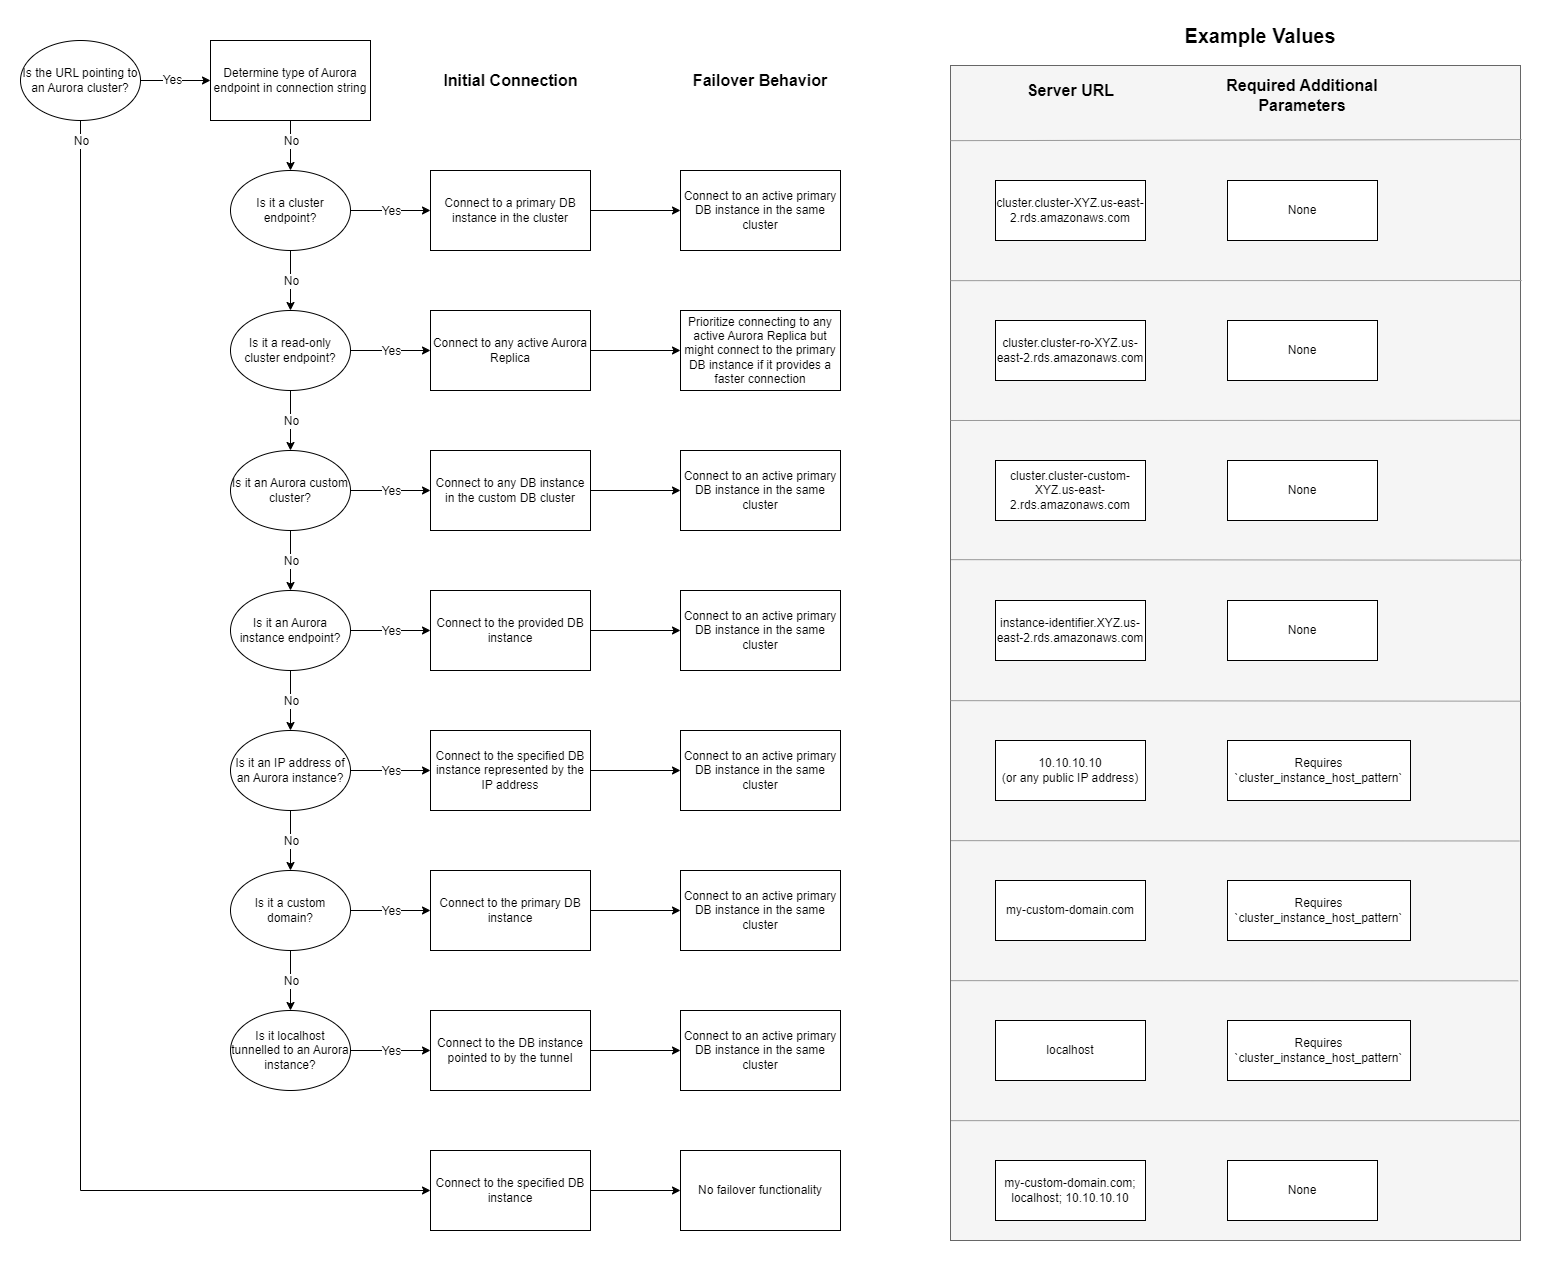 Example Values
Is the URL pointing to
an Aurora cluster?
Yes
Determine type of Aurora
endpoint in connection string
Initial Connection
Failover Behavior
Server URL
Required Additional
Parameters
No
No
Is it a cluster
endpoint?
Yes
Connect to a primary DB
instance in the cluster
Connect to an active primary
DB instance in the same
cluster
cluster.cluster-XYZ.us-east-
2.rds.amazonaws.com
None
No
Is it a read-only
cluster endpoint?
Yes
Connect to any active Aurora
Replica
Prioritize connecting to any
active Aurora Replica but
might connect to the primary
DB instance if it provides a
faster connection
cluster.cluster-ro-XYZ.us-
east-2.rds.amazonaws.com
None
No
Is it an Aurora custom
cluster?
Yes
Connect to any DB instance
in the custom DB cluster
Connect to an active primary
DB instance in the same
cluster
cluster.cluster-custom-
XYZ.us-east-
2.rds.amazonaws.com
None
No
Is it an Aurora
instance endpoint?
Yes
Connect to the provided DB
instance
Connect to an active primary
DB instance in the same
cluster
instance-identifier.XYZ.us-
east-2.rds.amazonaws.com
None
No
Is it an IP address of
an Aurora instance?
Yes
Connect to the specified DB
instance represented by the
IP address
Connect to an active primary
DB instance in the same
cluster
10.10.10.10
(or any public IP address)
Requires
`cluster_instance_host_pattern`
No
Is it a custom
domain?
Yes
Connect to the primary DB
instance
Connect to an active primary
DB instance in the same
cluster
my-custom-domain.com
Requires
`cluster_instance_host_pattern`
No
Is it localhost
tunnelled to an Aurora
instance?
Yes
Connect to the DB instance
pointed to by the tunnel
Connect to an active primary
DB instance in the same
cluster
localhost
Requires
`cluster_instance_host_pattern`
Connect to the specified DB
instance
No failover functionality
my-custom-domain.com;
localhost; 10.10.10.10
None